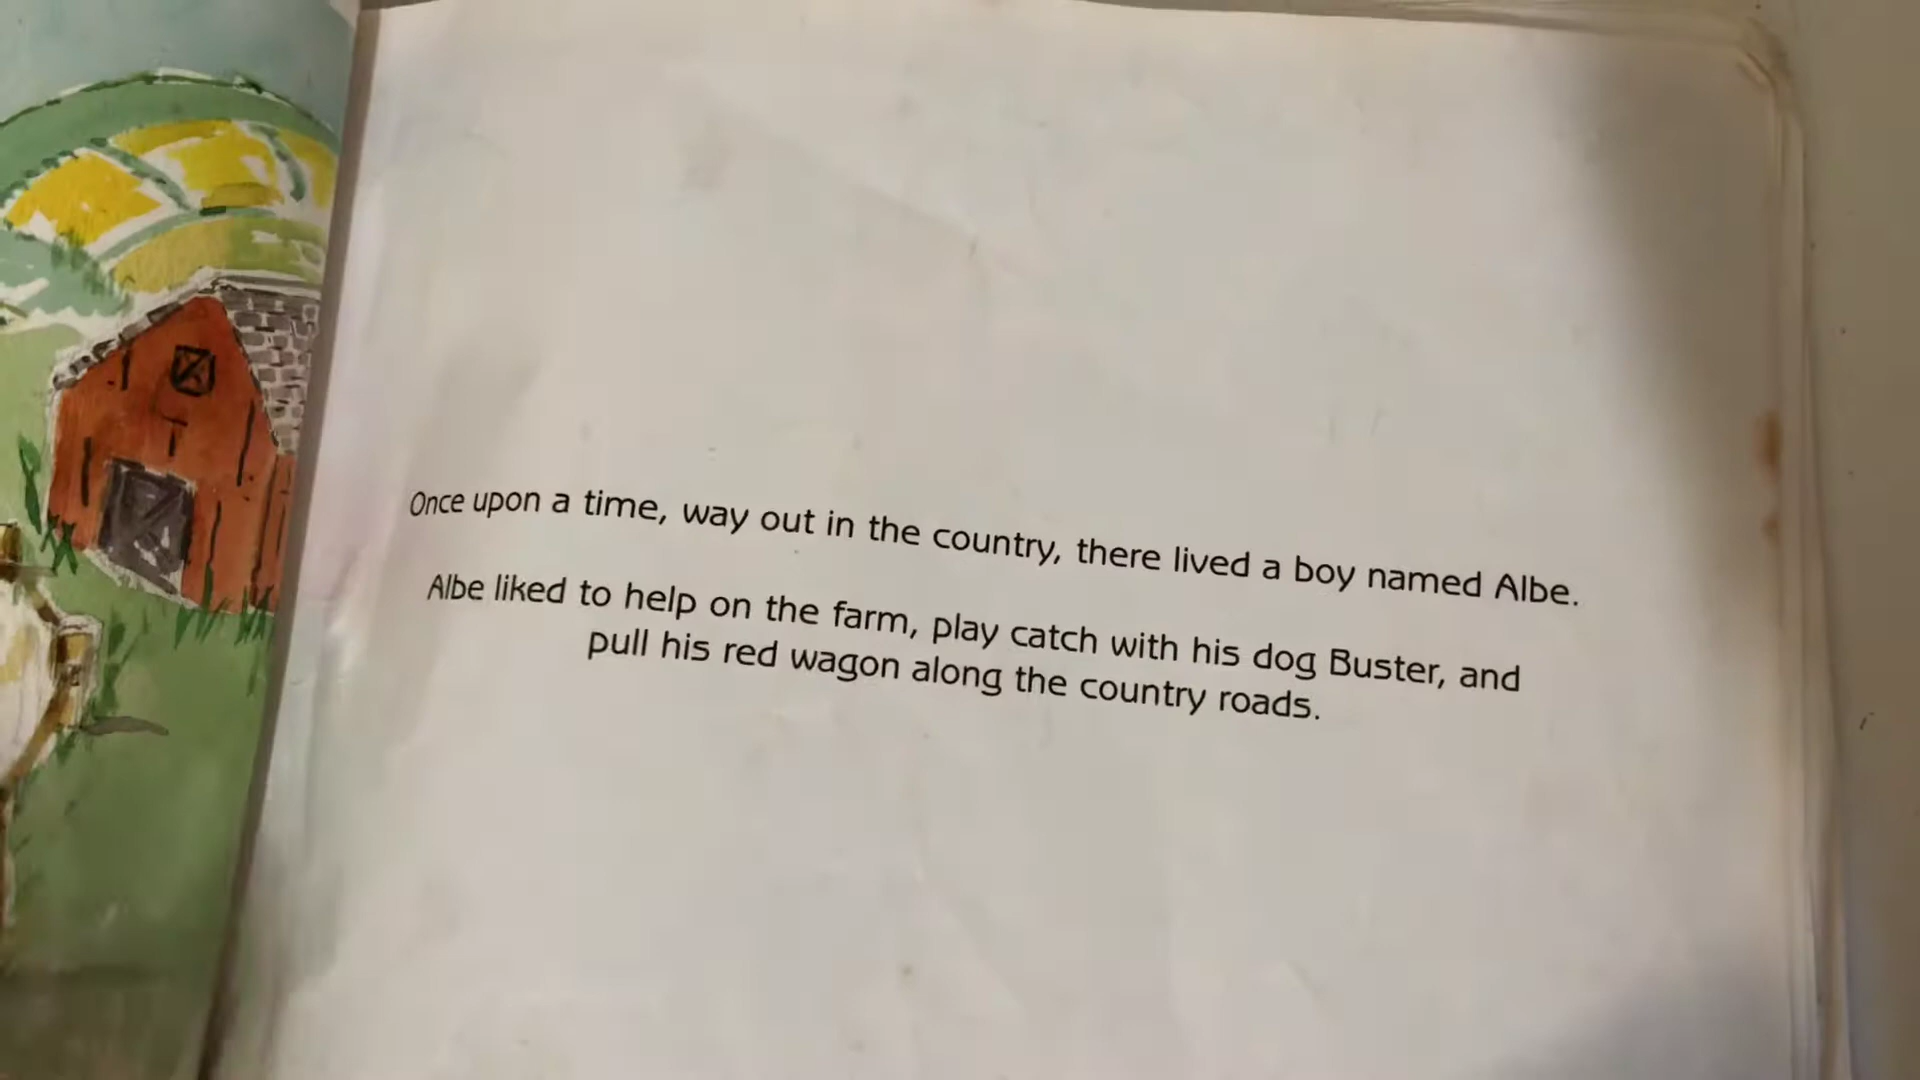 Once upon a time, way out in the country, there lived a boy named Albe.
Albe liked to help on the farm, play catch with his dog Buster, and
pull his red wagon along the country roads.